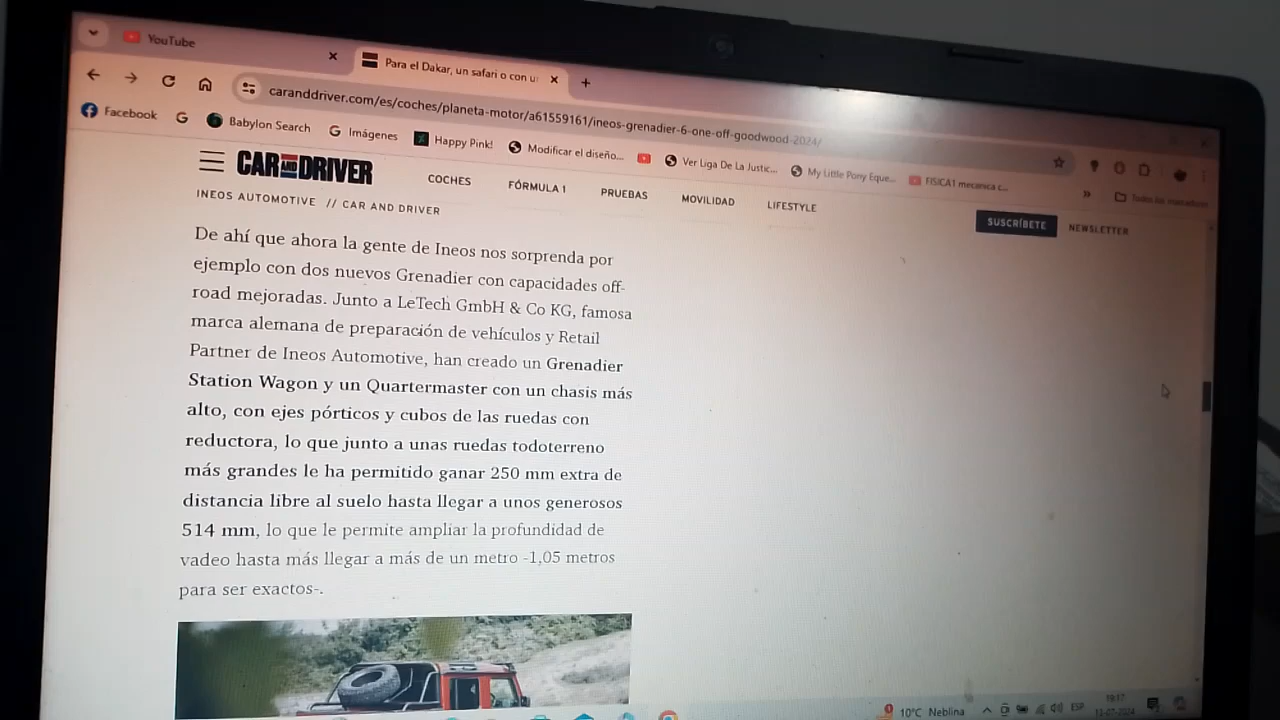 YouTube
Para el Dakar, un safari o con u
caranddriver.com/es/coches/planeta-motor/a61559161/ineos-grenadier-6-one-off-goodwood-2024/
Facebook
Babylon Search
Imágenes
Happy Pink!
Modificar el diseño...
Ver Liga De La Justic...
My Little Pony Eque...
FISICA1 mecanica c...
»
Todos los marcadores
CAR AND DRIVER
COCHES
FÓRMULA 1
PRUEBAS
MOVILIDAD
LIFESTYLE
SUSCRÍBETE
NEWSLETTER
INEOS AUTOMOTIVE // CAR AND DRIVER
De ahí que ahora la gente de Ineos nos sorprenda por
ejemplo con dos nuevos Grenadier con capacidades off-
road mejoradas. Junto a LeTech GmbH & Co KG, famosa
marca alemana de preparación de vehículos y Retail
Partner de Ineos Automotive, han creado un Grenadier
Station Wagon y un Quartermaster con un chasis más
alto, con ejes pórticos y cubos de las ruedas con
reductora, lo que junto a unas ruedas todoterreno
más grandes le ha permitido ganar 250 mm extra de
distancia libre al suelo hasta llegar a unos generosos
514 mm, lo que le permite ampliar la profundidad de
vadeo hasta más llegar a más de un metro -1,05 metros
para ser exactos-.
10°C Neblina
ESP
19:17